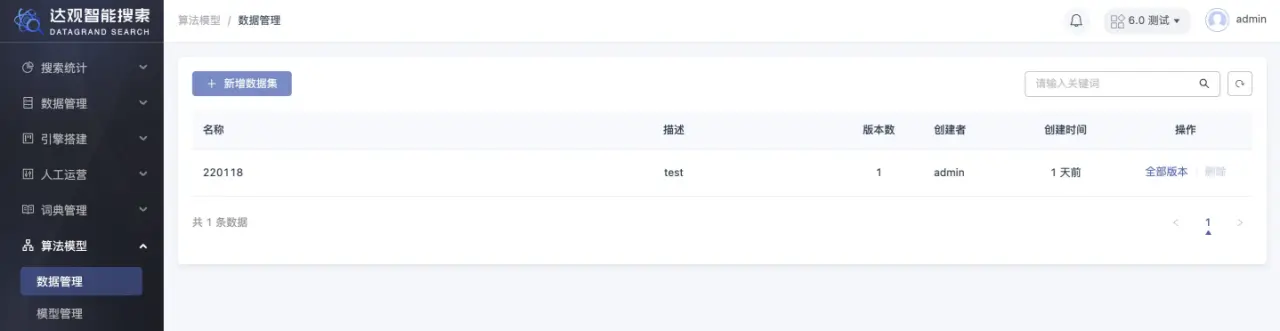 达观智能搜索
DATAGRAND SEARCH
算法模型 / 数据管理
6.0 测试
admin
搜索统计
数据管理
引擎搭建
人工运营
词典管理
算法模型
数据管理
模型管理
+ 新增数据集
请输入关键词
名称 描述 版本数 创建者 创建时间 操作
220118 test 1 admin 1 天前 全部版本 删除
共 1 条数据
< 1 >